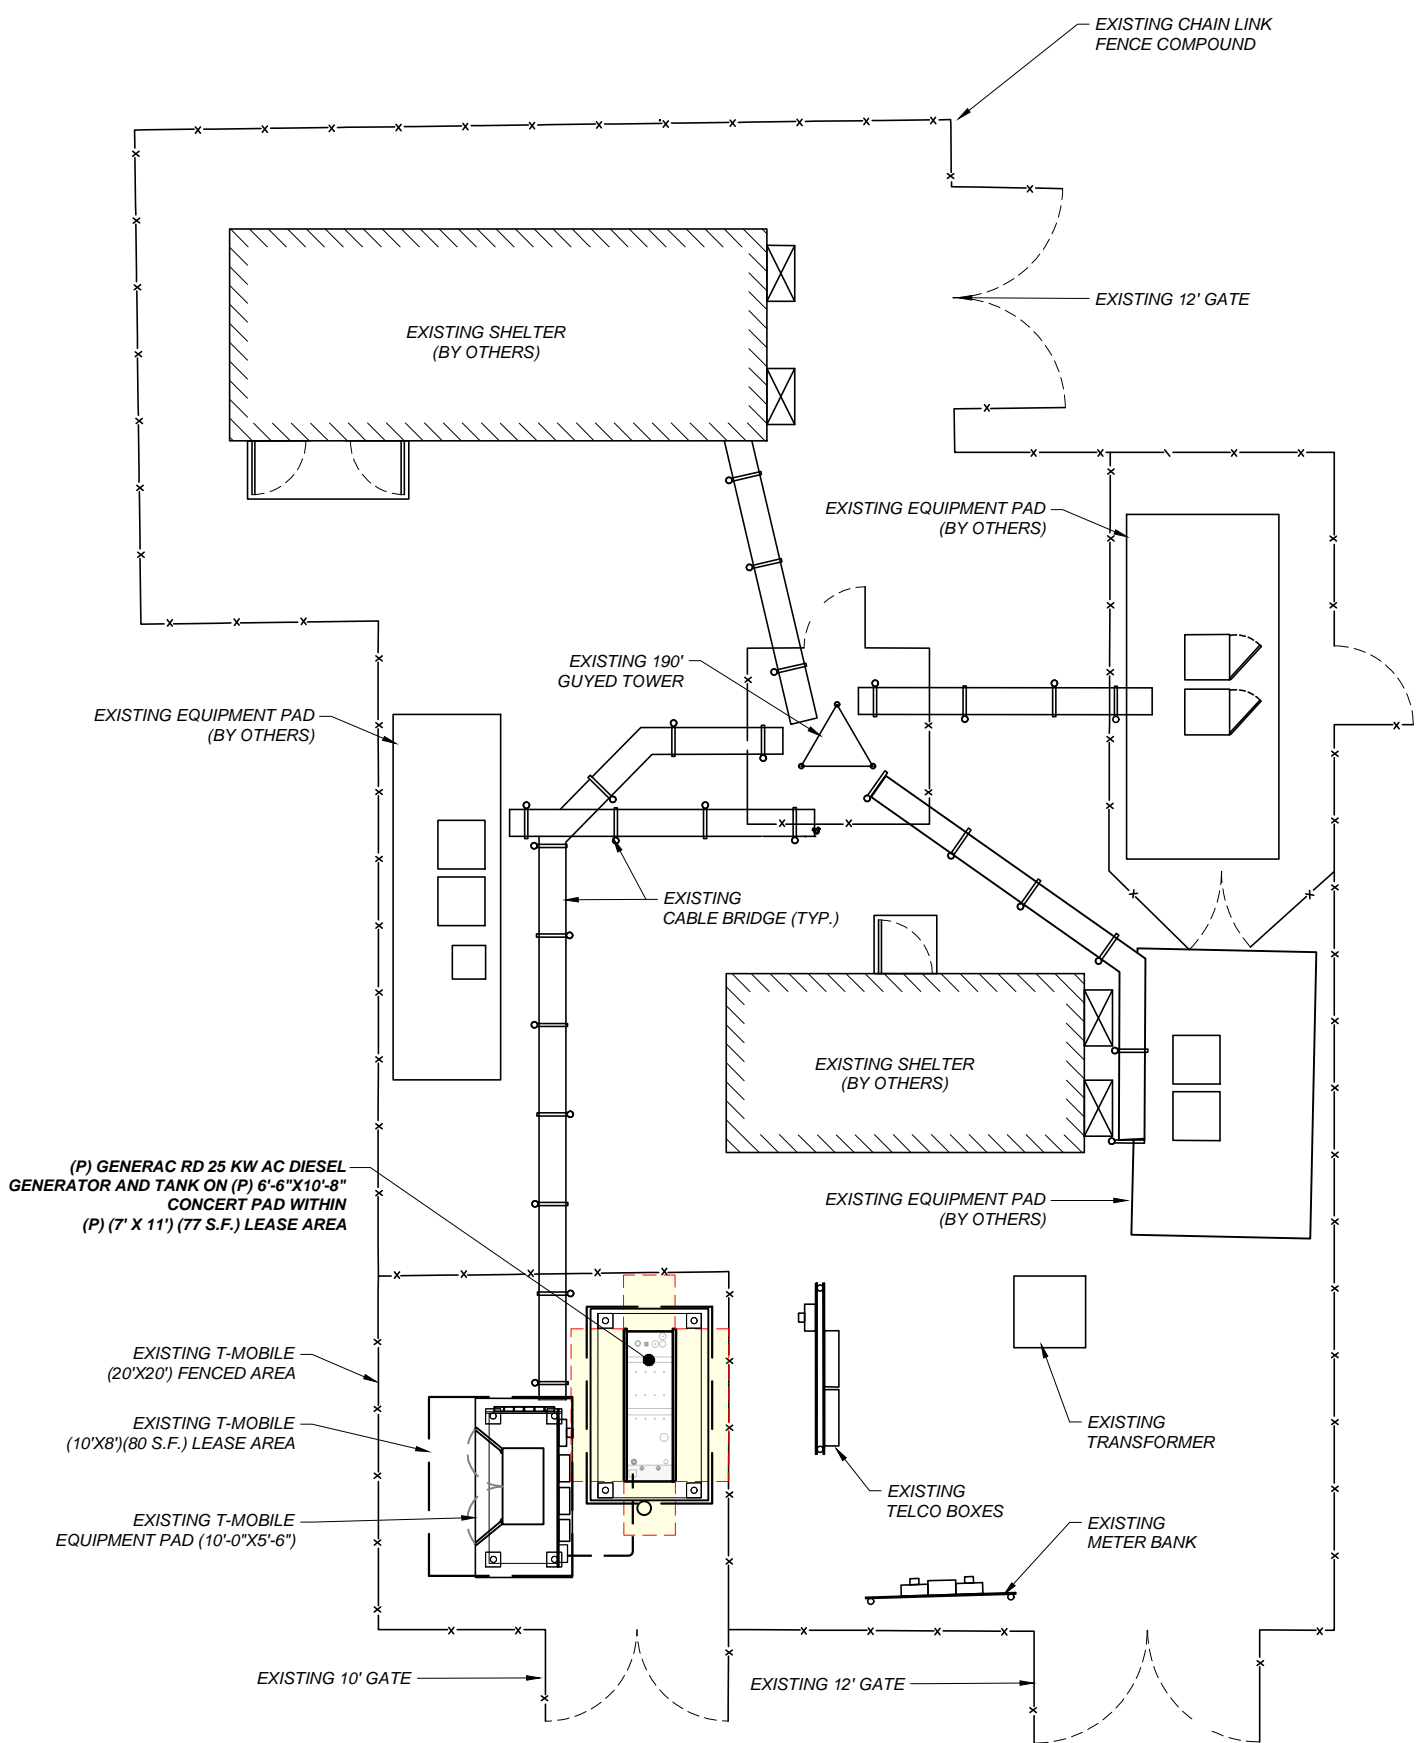 EXISTING CHAIN LINK
FENCE COMPOUND
EXISTING 12' GATE
EXISTING SHELTER
(BY OTHERS)
EXISTING EQUIPMENT PAD
(BY OTHERS)
EXISTING 190'
GUYED TOWER
EXISTING EQUIPMENT PAD
(BY OTHERS)
EXISTING
CABLE BRIDGE (TYP.)
EXISTING SHELTER
(BY OTHERS)
(P) GENERAC RD 25 KW AC DIESEL
GENERATOR AND TANK ON (P) 6'-6"X10'-8"
CONCERT PAD WITHIN
(P) (7' X 11') (77 S.F.) LEASE AREA
EXISTING EQUIPMENT PAD
(BY OTHERS)
EXISTING T-MOBILE
(20'X20') FENCED AREA
EXISTING T-MOBILE
(10'X8')(80 S.F.) LEASE AREA
EXISTING
TRANSFORMER
EXISTING
TELCO BOXES
EXISTING T-MOBILE
EQUIPMENT PAD (10'-0"X5'-6")
EXISTING
METER BANK
EXISTING 10' GATE
EXISTING 12' GATE